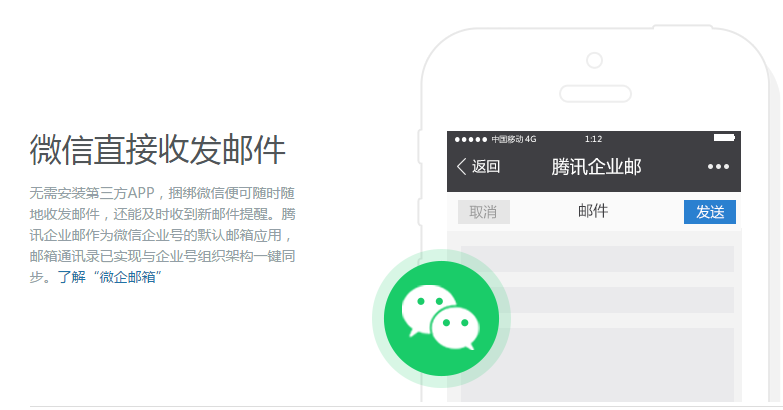 微信直接收发邮件
无需安装第三方APP，捆绑微信便可随时随
地收发邮件，还能及时收到新邮件提醒。腾
讯企业邮作为微信企业号的默认邮箱应用，
邮箱通讯录已实现与企业号组织架构一键同
步。了解“微企邮箱”
中国移动 4G 1:12
返回 腾讯企业邮
取消 邮件 发送